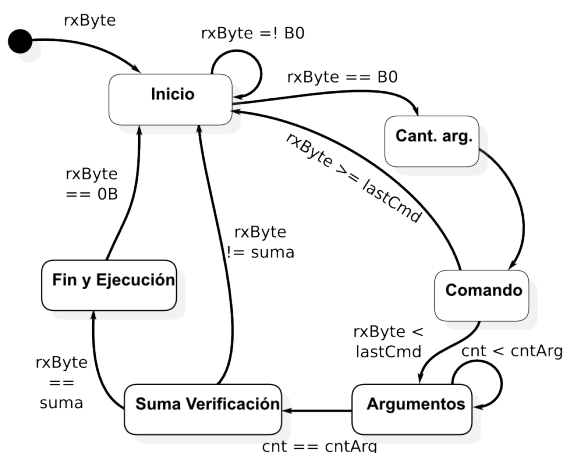 rxByte
rxByte =! B0
rxByte == B0
Inicio
Cant. arg.
rxByte >= lastCmd
rxByte
== 0B
rxByte
!= suma
Fin y Ejecución
Comando
rxByte <
lastCmd
cnt < cntArg
rxByte
==
suma
Suma Verificación
Argumentos
cnt == cntArg